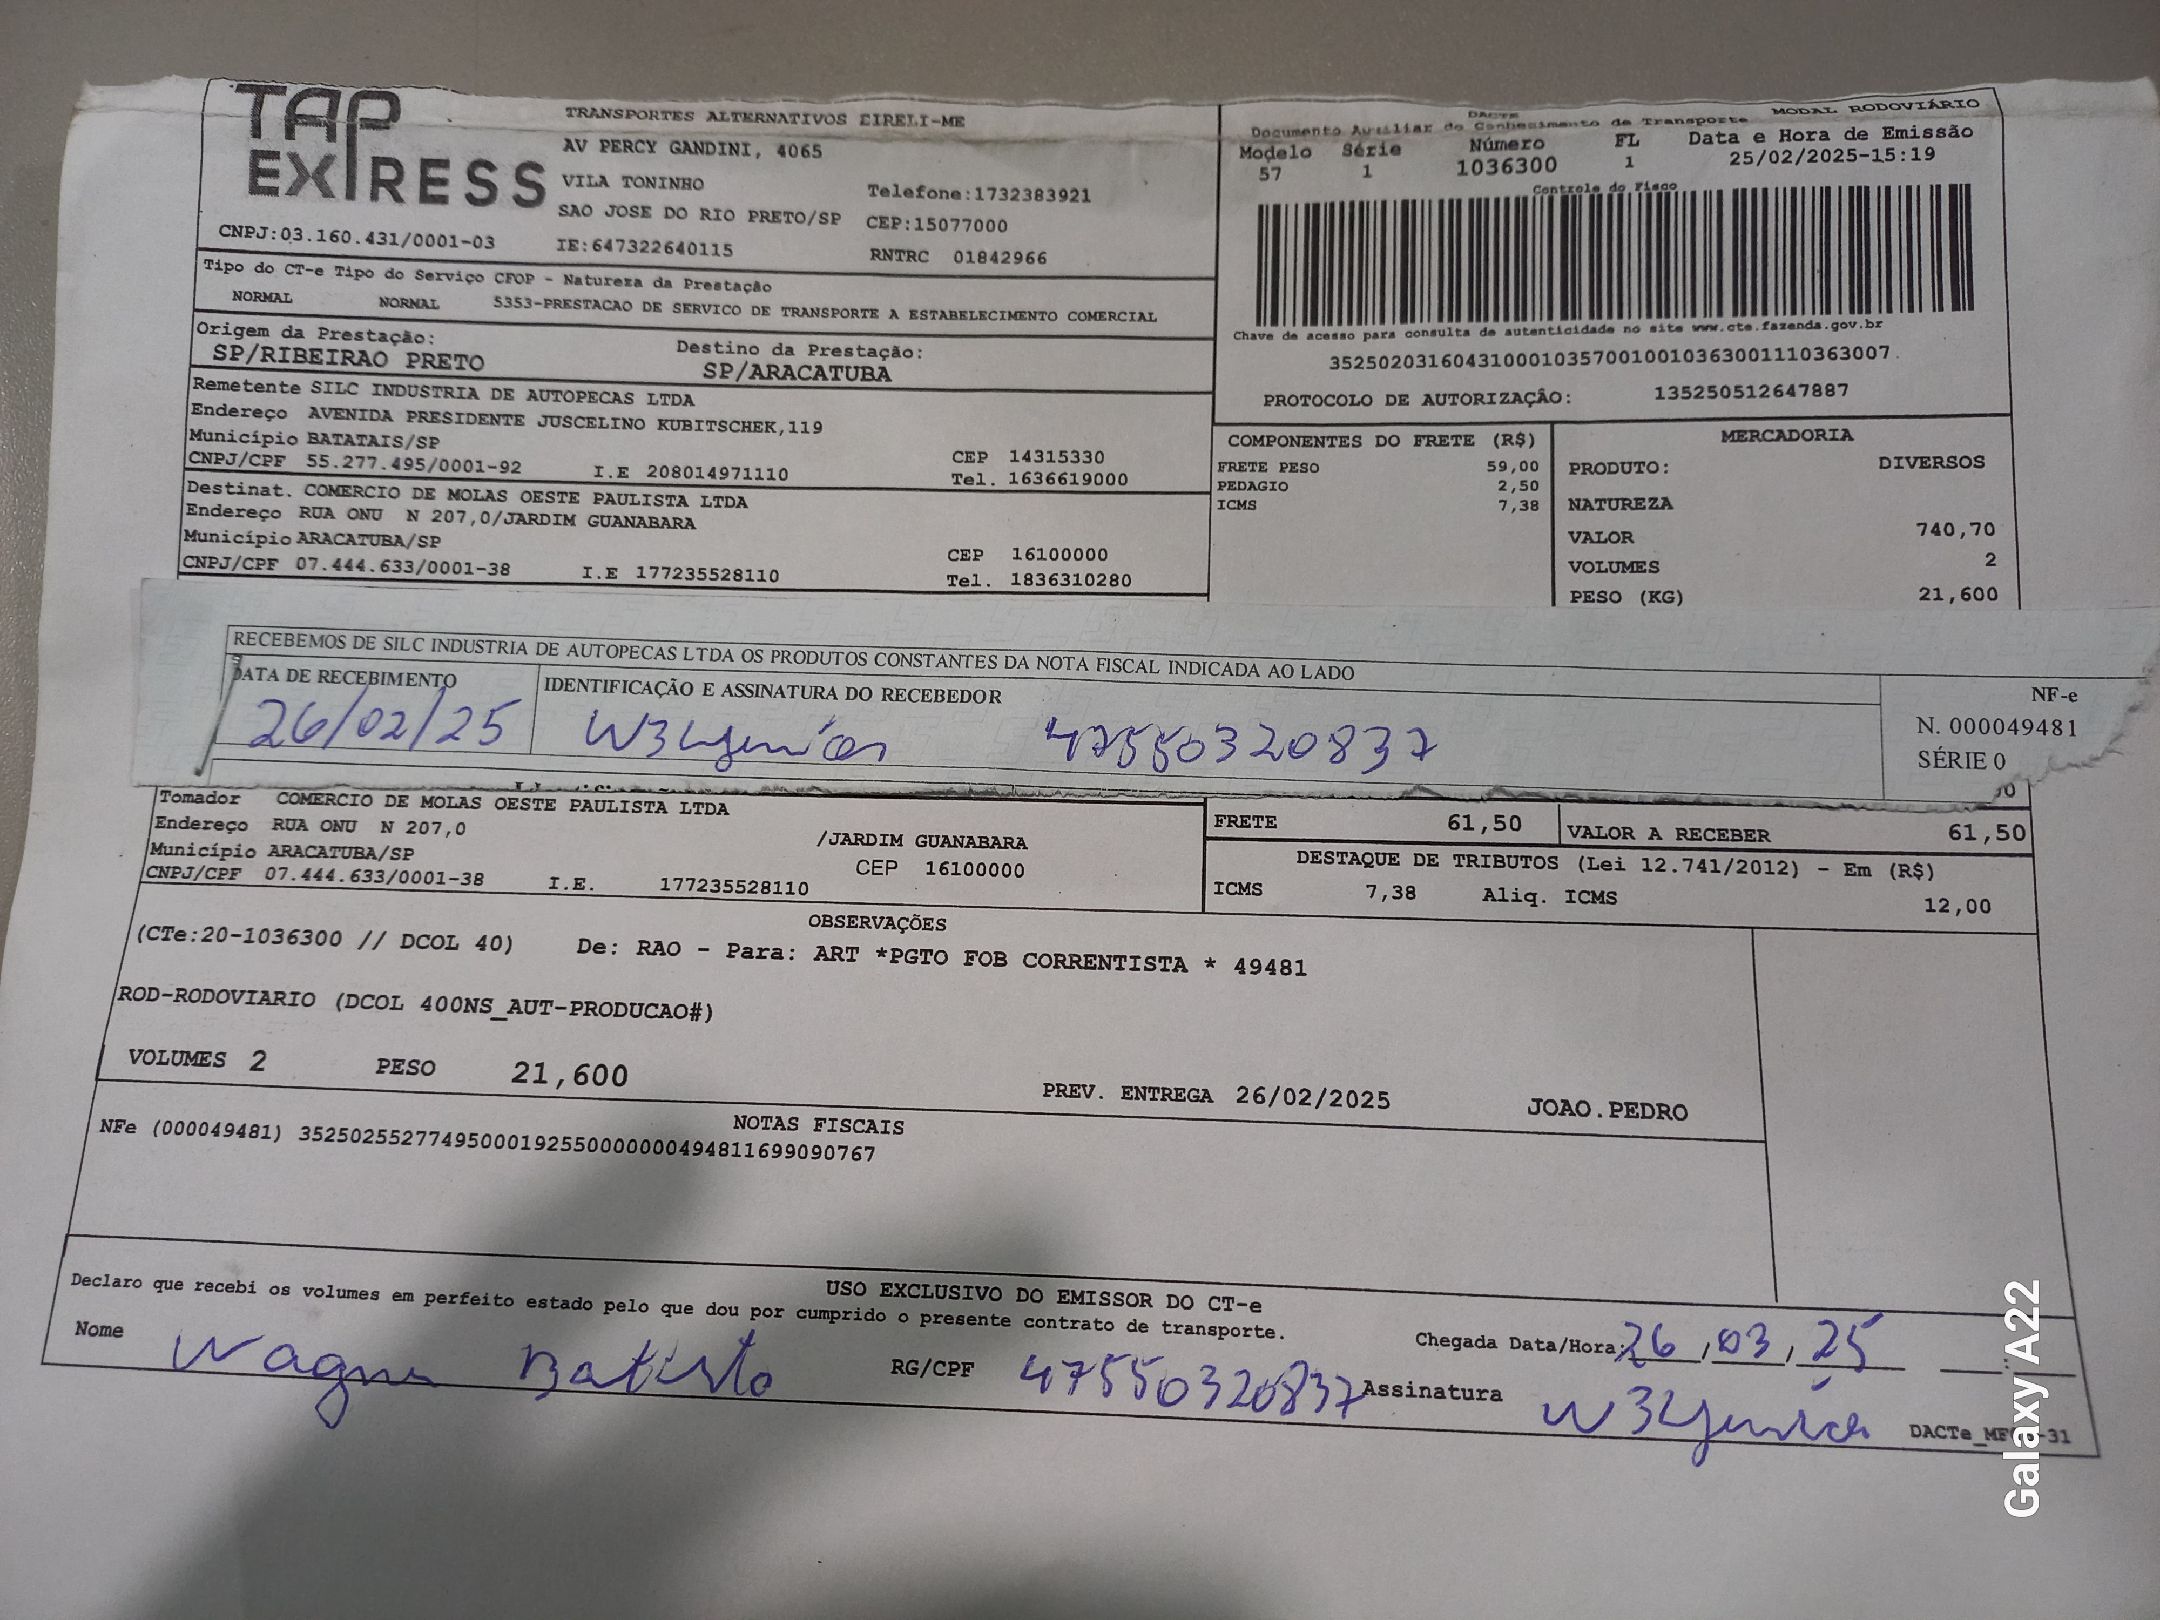 TAP EXPRESS
TRANSPORTES ALTERNATIVOS EIRELI-ME
AV PERCY GANDINI, 4065
VILA TONINHO
Telefone:1732383921
SAO JOSE DO RIO PRETO/SP CEP:15077000
CNPJ:03.160.431/0001-03 IE:647322640115 RNTRC 01842966
DACTE MODAL RODOVIÁRIO
Documento Auxiliar do Conhecimento de Transporte
Modelo Série Número FL Data e Hora de Emissão
57 1 1036300 1 25/02/2025-15:19
Controle do Fisco
Chave de acesso para consulta de autenticidade no site www.cte.fazenda.gov.br
35250203160431000103570010010363001110363007
PROTOCOLO DE AUTORIZAÇÃO: 135250512647887
Tipo do CT-e Tipo do Serviço CFOP - Natureza da Prestação
NORMAL NORMAL 5353-PRESTACAO DE SERVICO DE TRANSPORTE A ESTABELECIMENTO COMERCIAL
Origem da Prestação: Destino da Prestação:
SP/RIBEIRAO PRETO SP/ARACATUBA
Remetente SILC INDUSTRIA DE AUTOPECAS LTDA
Endereço AVENIDA PRESIDENTE JUSCELINO KUBITSCHEK,119
Município BATATAIS/SP CEP 14315330
CNPJ/CPF 55.277.495/0001-92 I.E 208014971110 Tel. 1636619000
Destinat. COMERCIO DE MOLAS OESTE PAULISTA LTDA
Endereço RUA ONU N 207,0/JARDIM GUANABARA
Município ARACATUBA/SP CEP 16100000
CNPJ/CPF 07.444.633/0001-38 I.E 177235528110 Tel. 1836310280
COMPONENTES DO FRETE (R$)
FRETE PESO 59,00
PEDAGIO 2,50
ICMS 7,38
MERCADORIA
PRODUTO: DIVERSOS
NATUREZA
VALOR 740,70
VOLUMES 2
PESO (KG) 21,600
RECEBEMOS DE SILC INDUSTRIA DE AUTOPECAS LTDA OS PRODUTOS CONSTANTES DA NOTA FISCAL INDICADA AO LADO
DATA DE RECEBIMENTO IDENTIFICAÇÃO E ASSINATURA DO RECEBEDOR
26/02/25 47550320837
NF-e
N. 000049481
SÉRIE 0
Tomador COMERCIO DE MOLAS OESTE PAULISTA LTDA
Endereço RUA ONU N 207,0 /JARDIM GUANABARA
Município ARACATUBA/SP CEP 16100000
CNPJ/CPF 07.444.633/0001-38 I.E. 177235528110
FRETE 61,50 VALOR A RECEBER 61,50
DESTAQUE DE TRIBUTOS (Lei 12.741/2012) - Em (R$)
ICMS 7,38 Aliq. ICMS 12,00
OBSERVAÇÕES
(CTe:20-1036300 // DCOL 40) De: RAO - Para: ART *PGTO FOB CORRENTISTA * 49481
ROD-RODOVIARIO (DCOL 400NS_AUT-PRODUCAO#)
VOLUMES 2 PESO 21,600 PREV. ENTREGA 26/02/2025 JOAO.PEDRO
NOTAS FISCAIS
NFe (000049481) 35250255277495000192550000000494811699090767
USO EXCLUSIVO DO EMISSOR DO CT-e
Declaro que recebi os volumes em perfeito estado pelo que dou por cumprido o presente contrato de transporte.
Chegada Data/Hora: 26/03/25
Nome Wagner Batista RG/CPF 47550320837 Assinatura
Galaxy A22